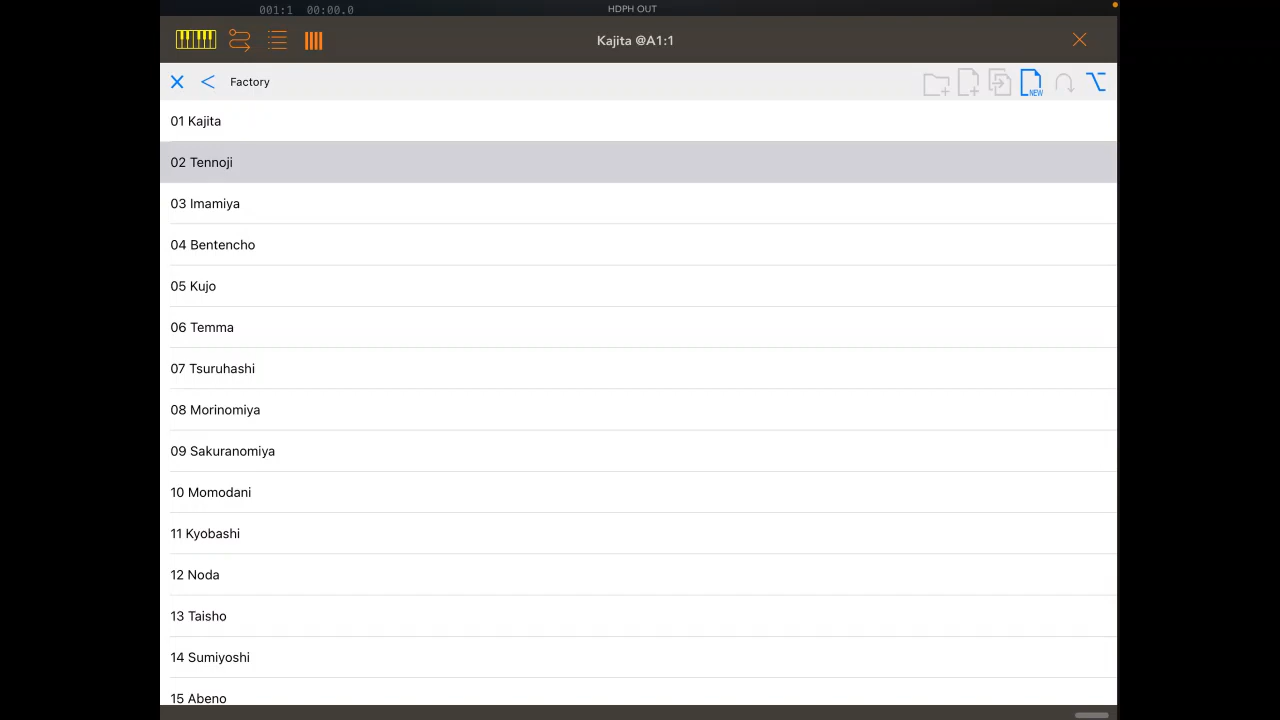 001:1 00:00.0 HDPH OUT
Kajita @A1:1
Factory
NEW
01 Kajita
02 Tennoji
03 Imamiya
04 Bentencho
05 Kujo
06 Temma
07 Tsuruhashi
08 Morinomiya
09 Sakuranomiya
10 Momodani
11 Kyobashi
12 Noda
13 Taisho
14 Sumiyoshi
15 Abeno